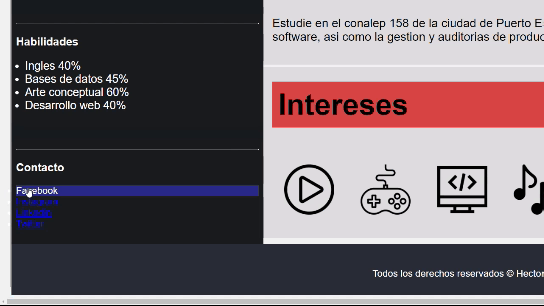 Habilidades
Ingles 40%
Bases de datos 45%
Arte conceptual 60%
Desarrollo web 40%
Contacto
Facebook
Instagram
Linkedin
Twitter
Estudie en el conalep 158 de la ciudad de Puerto E
software, asi como la gestion y auditorias de produc
Intereses
</>
Todos los derechos reservados © Hector